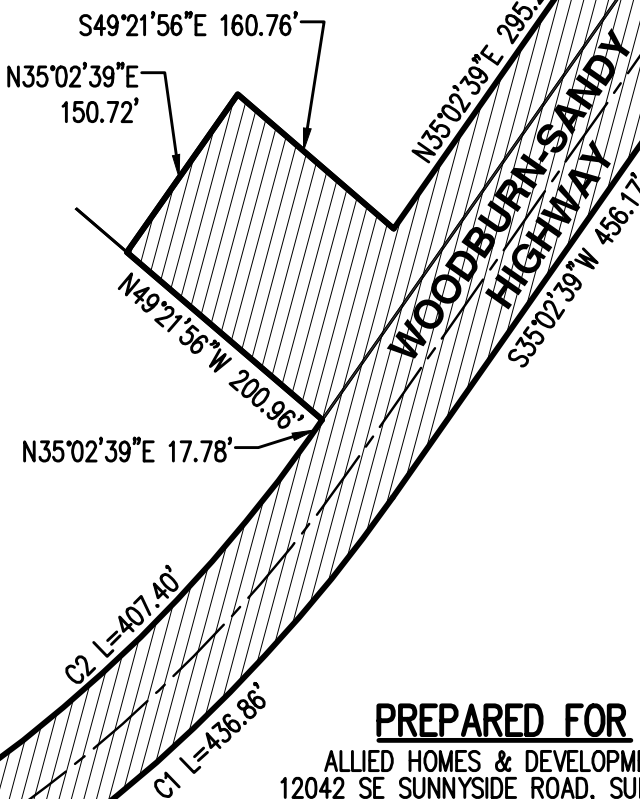 S49°21'56"E 160.76'
N35°02'39"E
150.72'
N35°02'39"E 295.
WOODBURN-SANDY
HIGHWAY
S35°02'39"W 456.17'
N49°21'56"W 200.96'
N35°02'39"E 17.78'
C2 L=407.40'
C1 L=436.86'
PREPARED FOR
ALLIED HOMES & DEVELOPM
12042 SE SUNNYSIDE ROAD, SU